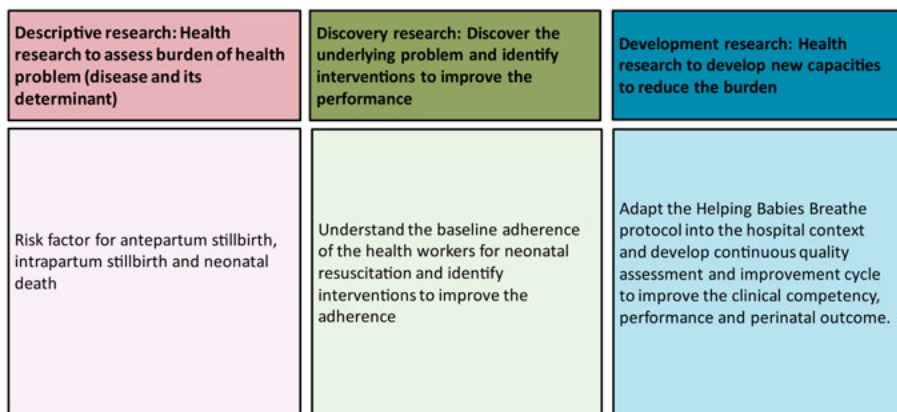 Descriptive research: Health
research to assess burden of health
problem (disease and its
determinant)
Discovery research: Discover the
underlying problem and identify
interventions to improve the
performance
Development research: Health
research to develop new capacities
to reduce the burden
Risk factor for antepartum stillbirth,
intrapartum stillbirth and neonatal
death
Understand the baseline adherence
of the health workers for neonatal
resuscitation and identify
interventions to improve the
adherence
Adapt the Helping Babies Breathe
protocol into the hospital context
and develop continuous quality
assessment and improvement cycle
to improve the clinical competency,
performance and perinatal outcome.